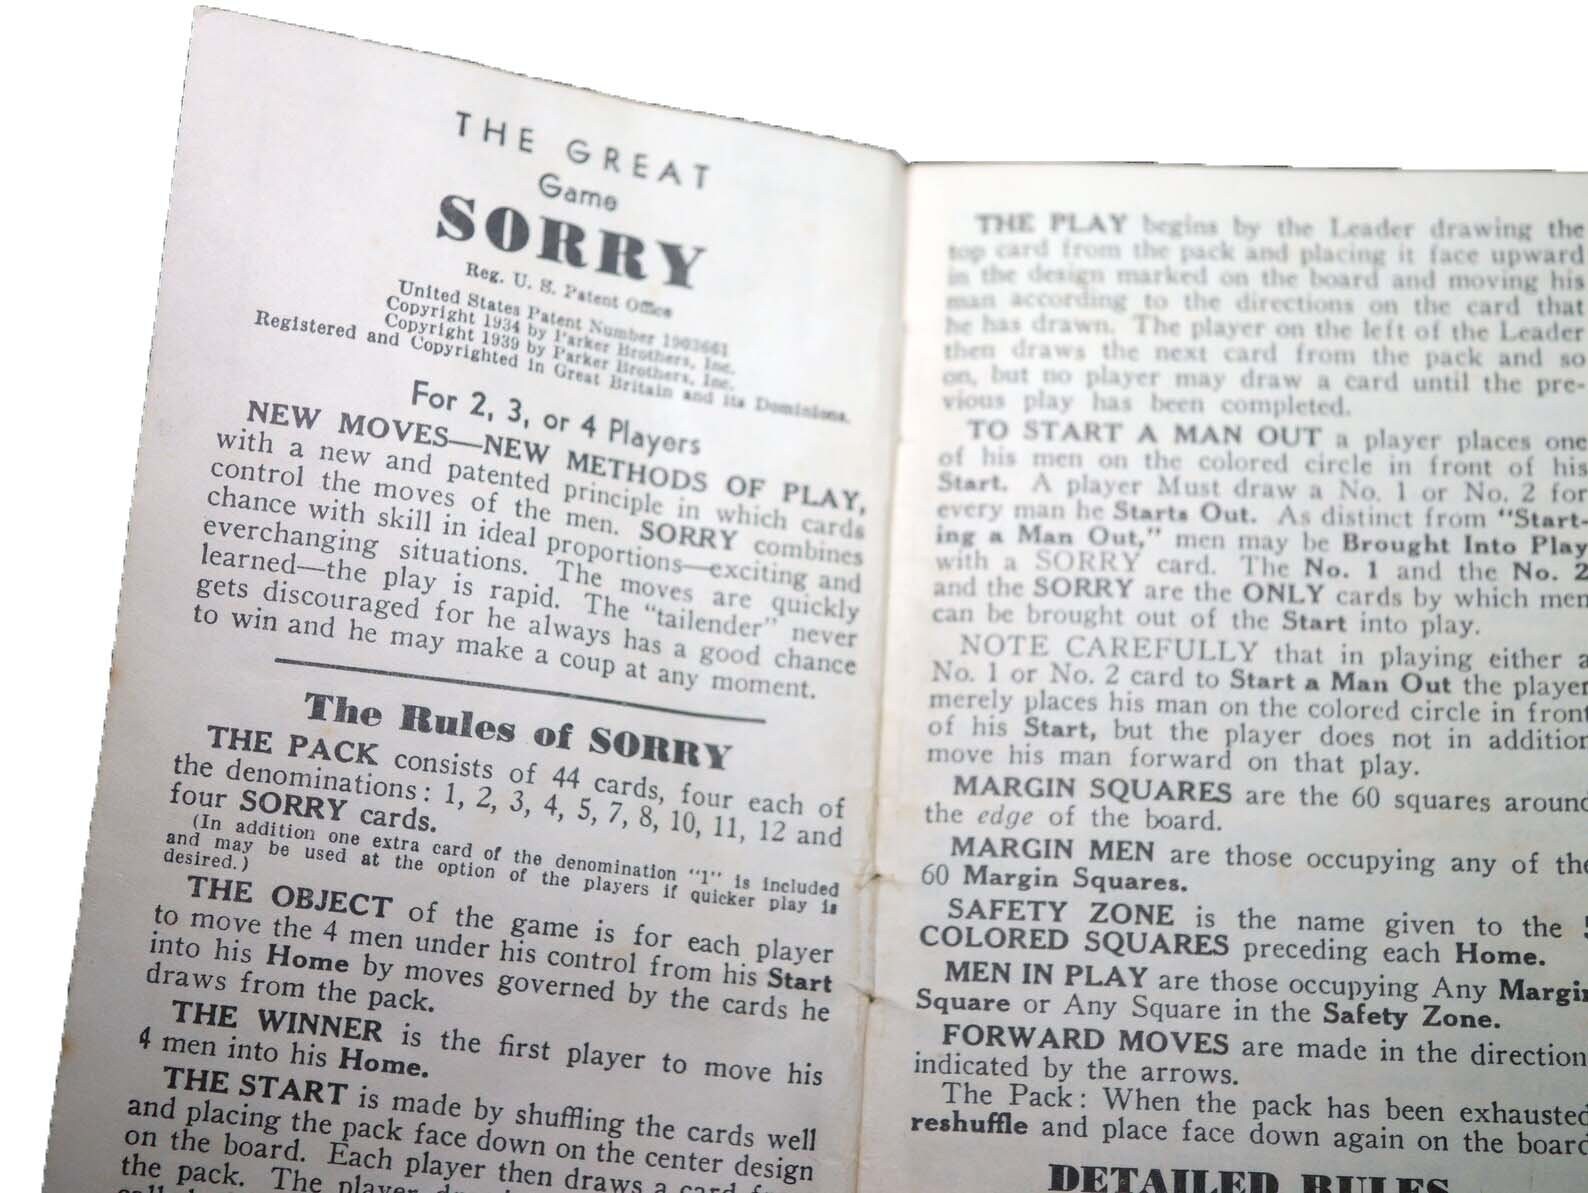 THE GREAT
Game
SORRY
Reg. U. S. Patent Office
United States Patent Number 1903661
Copyright 1934 by Parker Brothers, Inc.
Copyright 1939 by Parker Brothers, Inc.
Registered and Copyrighted in Great Britain and its Dominions.
For 2, 3, or 4 Players
NEW MOVES—NEW METHODS OF PLAY,
with a new and patented principle in which cards
control the moves of the men. SORRY combines
chance with skill in ideal proportions—exciting and
everchanging situations. The moves are quickly
learned—the play is rapid. The "tailender" never
gets discouraged for he always has a good chance
to win and he may make a coup at any moment.
The Rules of SORRY
THE PACK consists of 44 cards, four each of
the denominations: 1, 2, 3, 4, 5, 7, 8, 10, 11, 12 and
four SORRY cards.
(In addition one extra card of the denomination "1" is included
and may be used at the option of the players if quicker play is
desired.)
THE OBJECT of the game is for each player
to move the 4 men under his control from his Start
into his Home by moves governed by the cards he
draws from the pack.
THE WINNER is the first player to move his
4 men into his Home.
THE START is made by shuffling the cards well
and placing the pack face down on the center design
on the board. Each player then draws a card
the pack. The player
THE PLAY begins by the Leader drawing the
top card from the pack and placing it face upward
in the design marked on the board and moving his
man according to the directions on the card that
he has drawn. The player on the left of the Leader
then draws the next card from the pack and so
on, but no player may draw a card until the pre-
vious play has been completed.
TO START A MAN OUT a player places one
of his men on the colored circle in front of his
Start. A player Must draw a No. 1 or No. 2 for
every man he Starts Out. As distinct from "Start-
ing a Man Out," men may be Brought Into Play
with a SORRY card. The No. 1 and the No. 2
and the SORRY are the ONLY cards by which men
can be brought out of the Start into play.
NOTE CAREFULLY that in playing either a
No. 1 or No. 2 card to Start a Man Out the player
merely places his man on the colored circle in front
of his Start, but the player does not in addition
move his man forward on that play.
MARGIN SQUARES are the 60 squares around
the edge of the board.
MARGIN MEN are those occupying any of the
60 Margin Squares.
SAFETY ZONE is the name given to the 5
COLORED SQUARES preceding each Home.
MEN IN PLAY are those occupying Any Margin
Square or Any Square in the Safety Zone.
FORWARD MOVES are made in the direction
indicated by the arrows.
The Pack: When the pack has been exhausted
reshuffle and place face down again on the board
DETAILED RULES